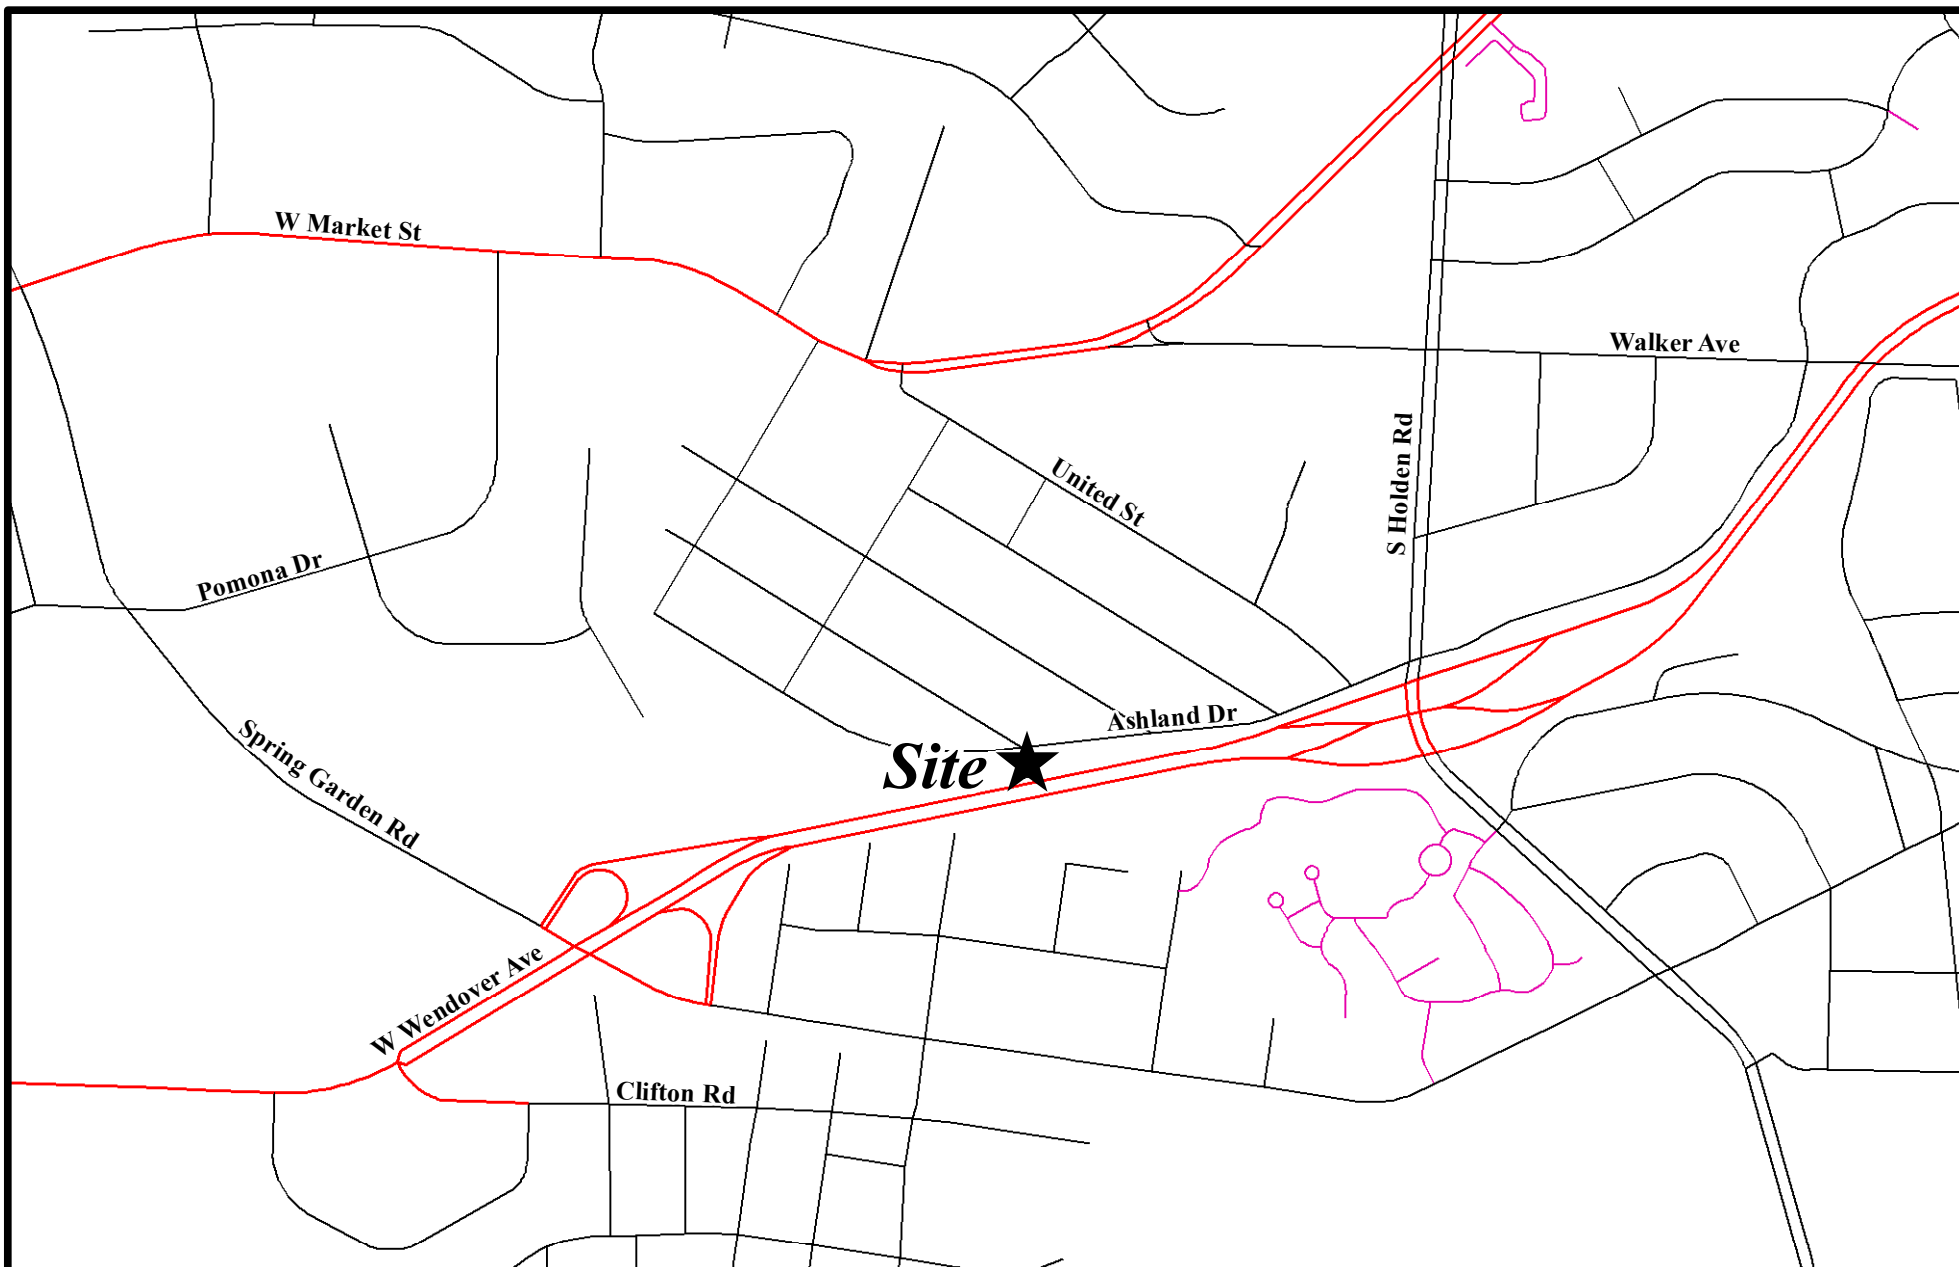 W Market St
Walker Ave
S Holden Rd
United St
Pomona Dr
Ashland Dr
Spring Garden Rd
Site
W Wendover Ave
Clifton Rd